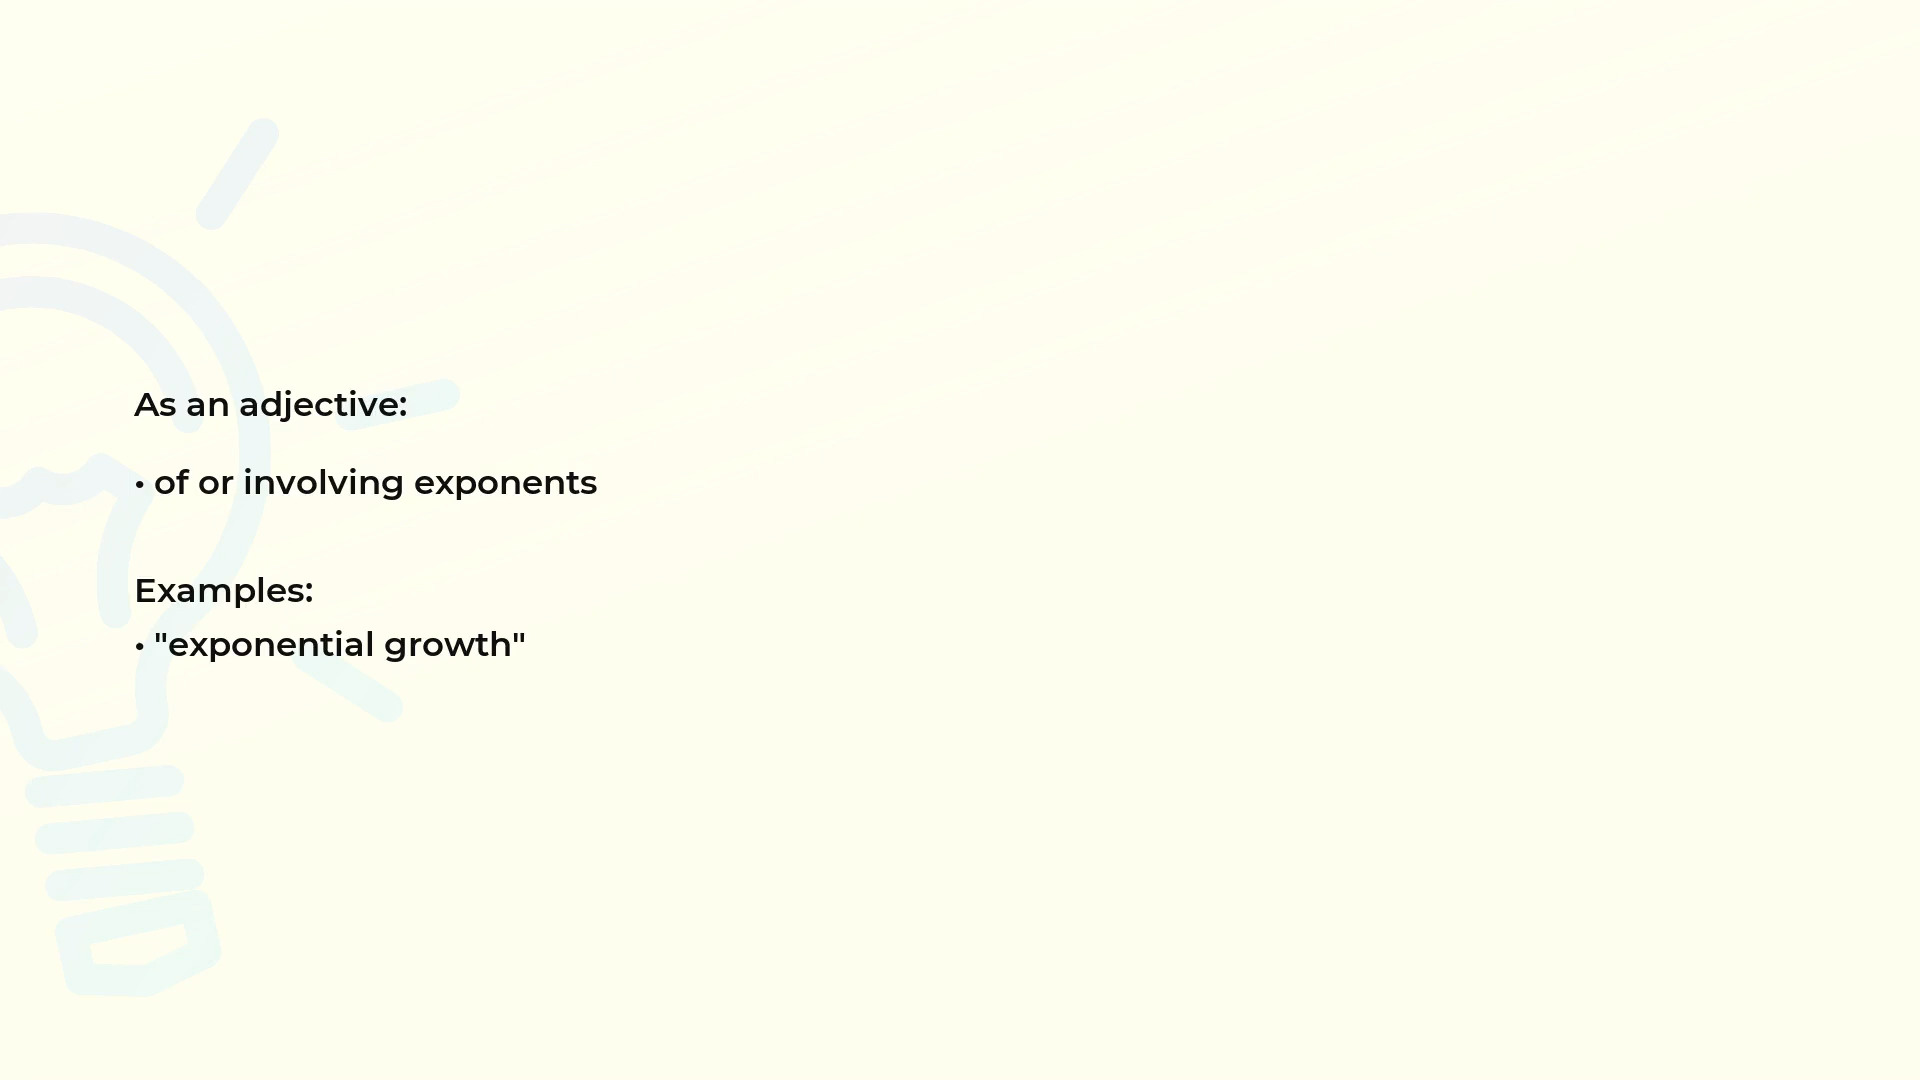 As an adjective:
• of or involving exponents
Examples:
• "exponential growth"